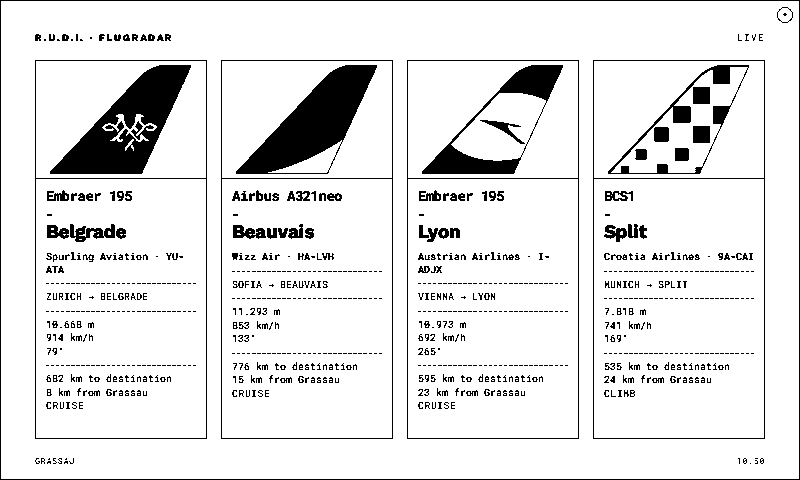 R.U.D.I. · FLUGRADAR
LIVE
Embraer 195
-
Belgrade
Spurling Aviation · YU-
ATA
ZURICH → BELGRADE
10.668 m
914 km/h
79°
682 km to destination
8 km from Grassau
CRUISE
Airbus A321neo
-
Beauvais
Wizz Air · HA-LVH
SOFIA → BEAUVAIS
11.293 m
853 km/h
133°
776 km to destination
15 km from Grassau
CRUISE
Embraer 195
-
Lyon
Austrian Airlines · I-
ADJX
VIENNA → LYON
10.973 m
692 km/h
265°
595 km to destination
23 km from Grassau
CRUISE
BCS1
-
Split
Croatia Airlines · 9A-CAI
MUNICH → SPLIT
7.818 m
741 km/h
169°
535 km to destination
24 km from Grassau
CLIMB
GRASSAU
10.50